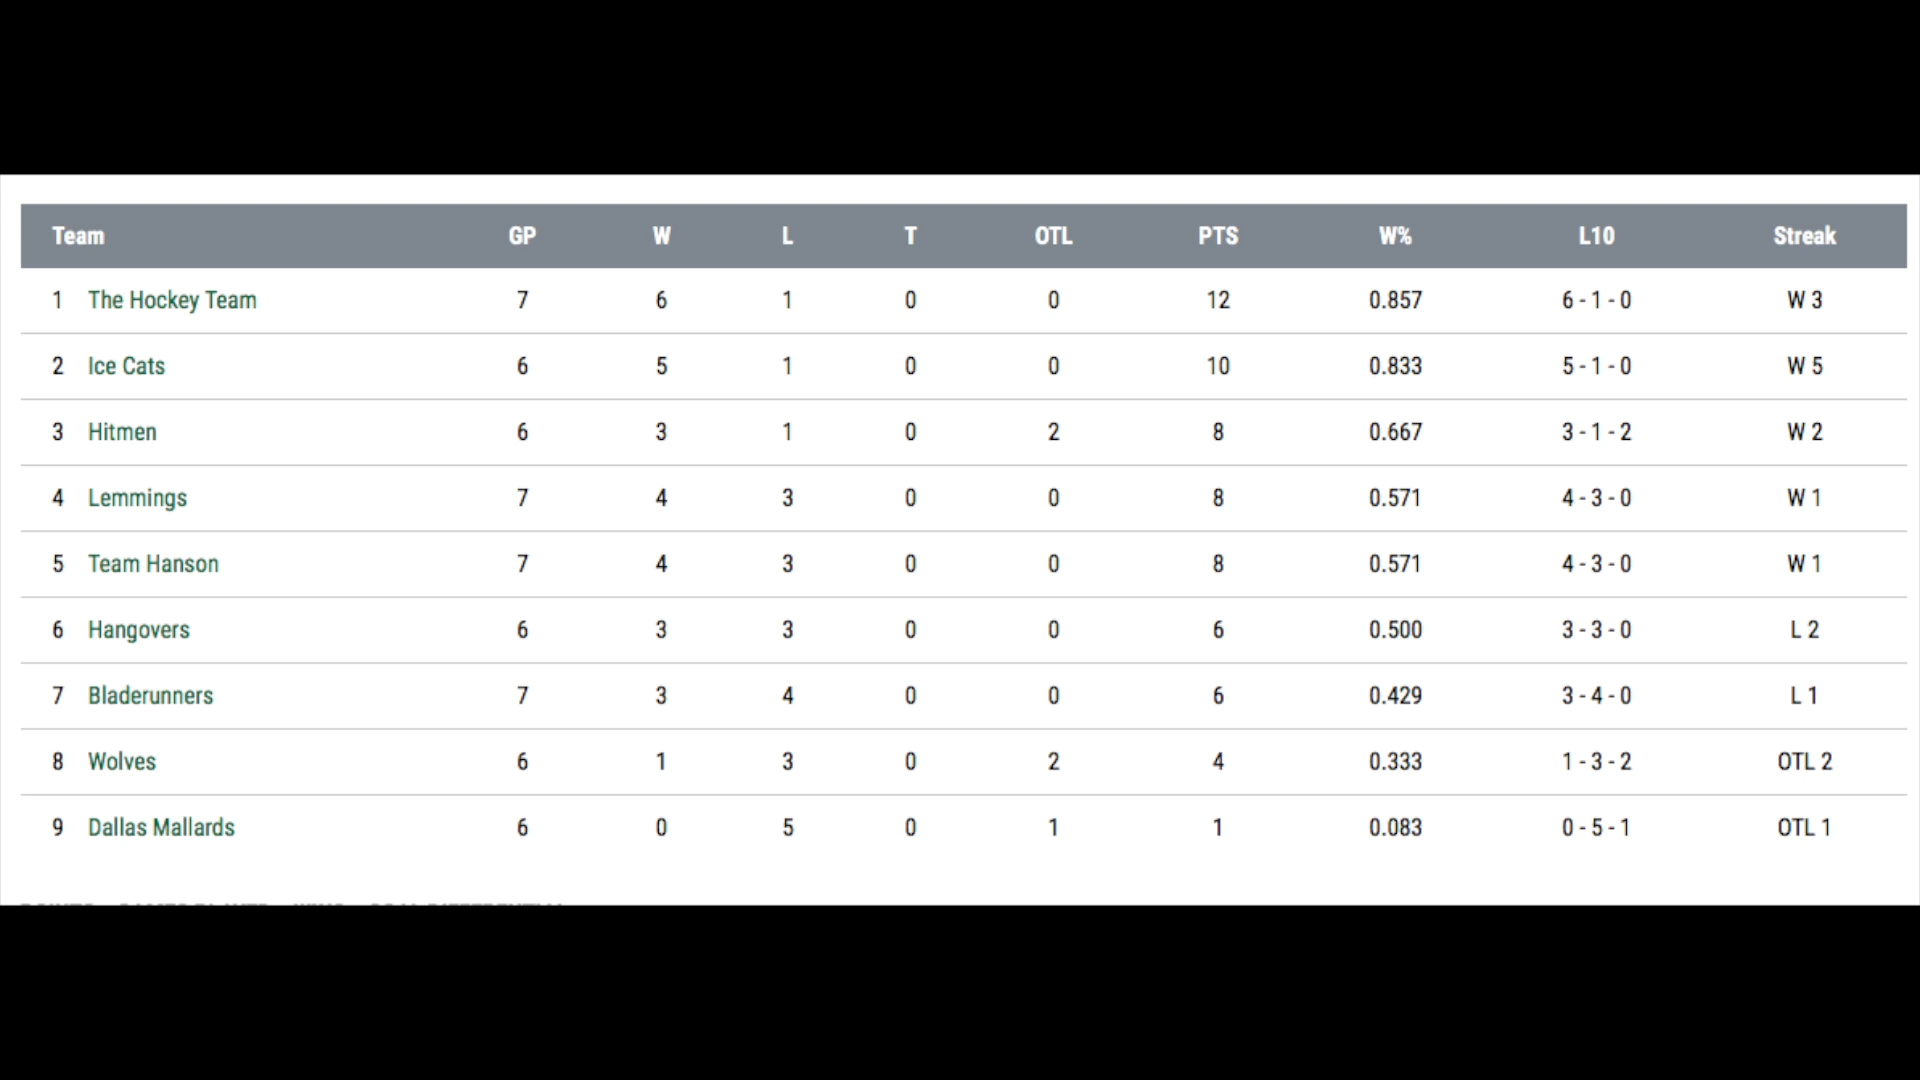 Team GP W L T OTL PTS W% L10 Streak
1 The Hockey Team 7 6 1 0 0 12 0.857 6 - 1 - 0 W 3
2 Ice Cats 6 5 1 0 0 10 0.833 5 - 1 - 0 W 5
3 Hitmen 6 3 1 0 2 8 0.667 3 - 1 - 2 W 2
4 Lemmings 7 4 3 0 0 8 0.571 4 - 3 - 0 W 1
5 Team Hanson 7 4 3 0 0 8 0.571 4 - 3 - 0 W 1
6 Hangovers 6 3 3 0 0 6 0.500 3 - 3 - 0 L 2
7 Bladerunners 7 3 4 0 0 6 0.429 3 - 4 - 0 L 1
8 Wolves 6 1 3 0 2 4 0.333 1 - 3 - 2 OTL 2
9 Dallas Mallards 6 0 5 0 1 1 0.083 0 - 5 - 1 OTL 1